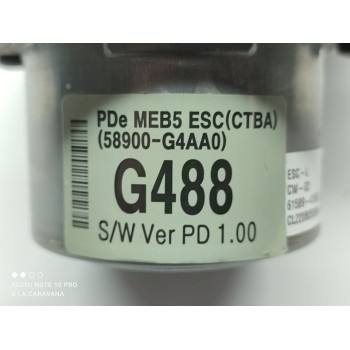 PDe MEB5 ESC(CTBA)
(58900-G4AA0)
G488
S/W Ver PD 1.00
ESC-
REDMI NOTE 10 PRO
LA CARAVANA